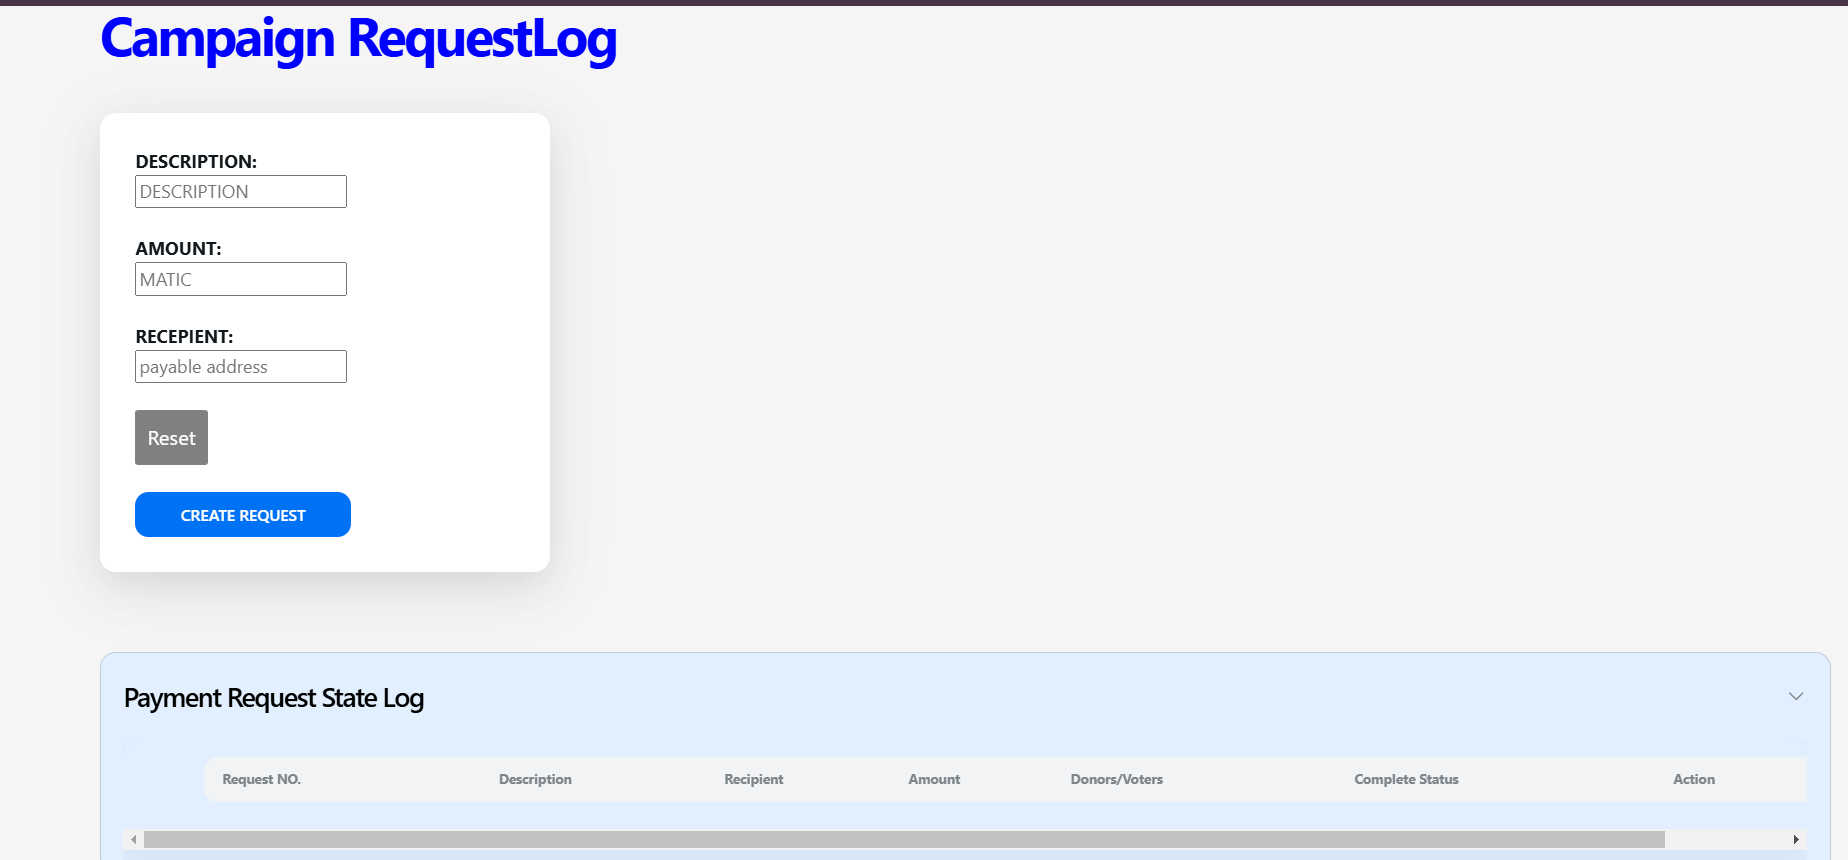 Campaign RequestLog
DESCRIPTION:
DESCRIPTION
AMOUNT:
MATIC
RECEPIENT:
payable address
Reset
CREATE REQUEST
Payment Request State Log
Request NO. Description Recipient Amount Donors/Voters Complete Status Action